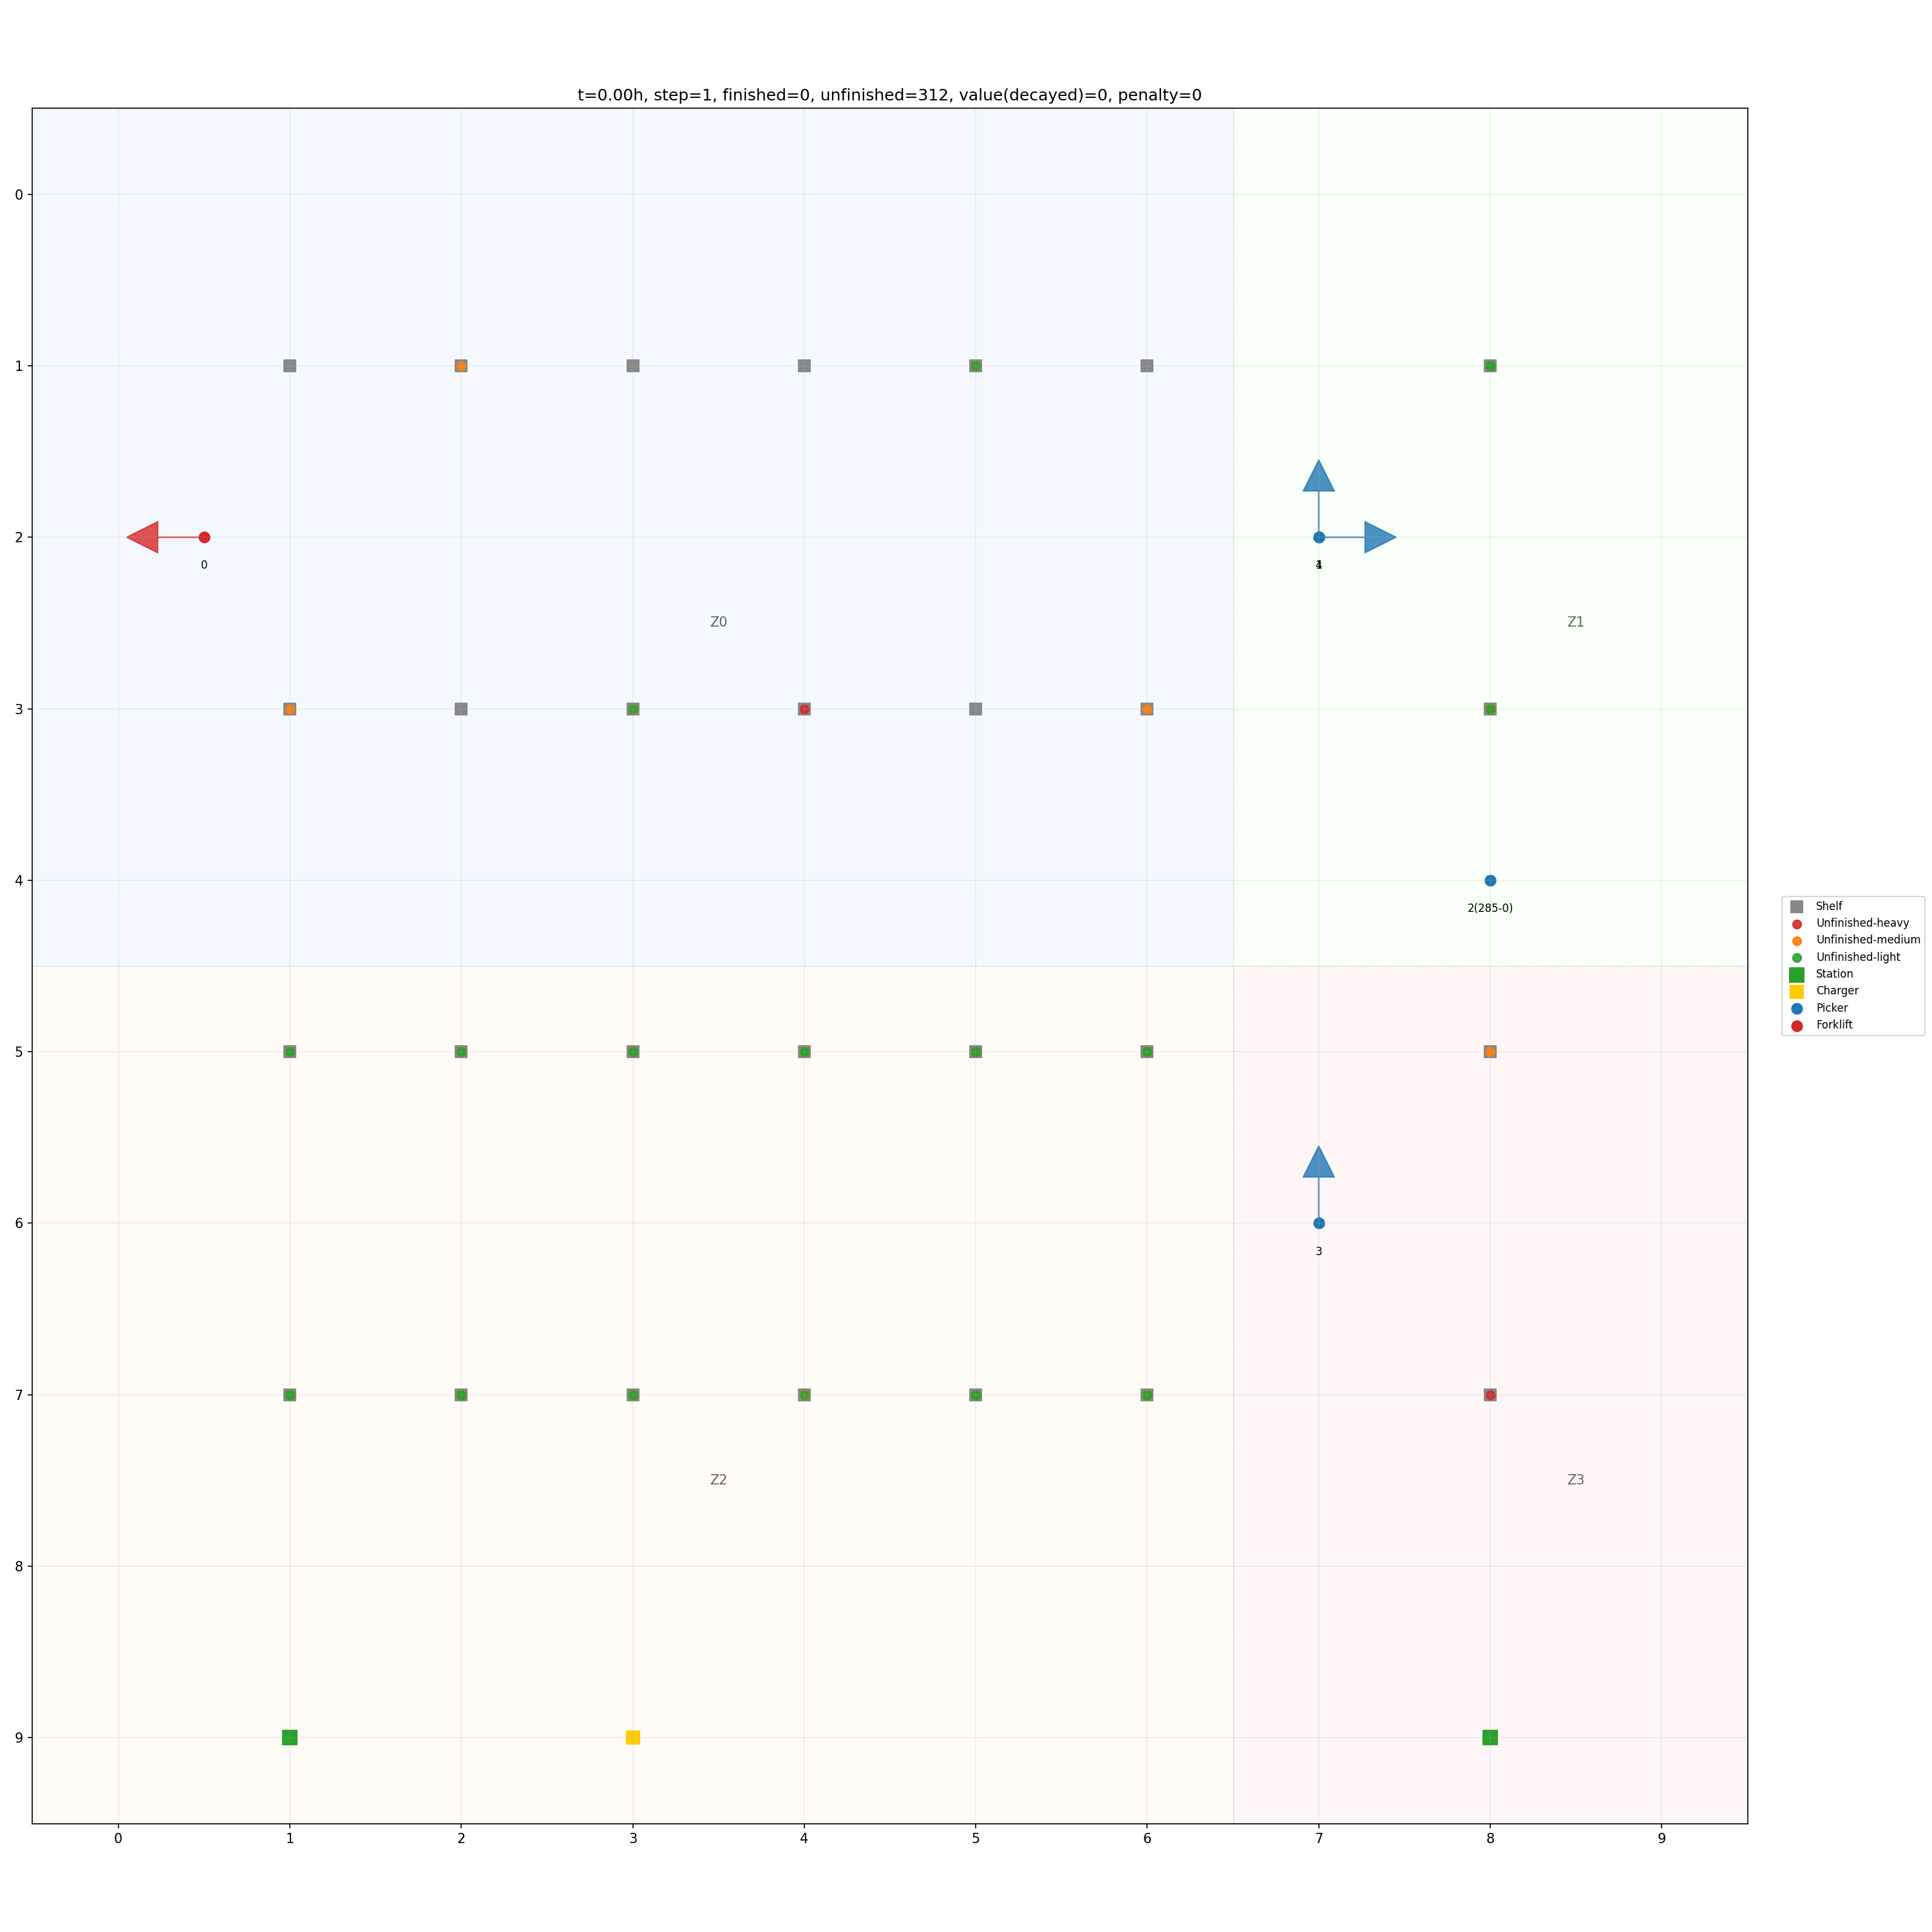 t=0.00h, step=1, finished=0, unfinished=312, value(decayed)=0, penalty=0
0
1
2
0
4
Z0
Z1
3
4
2(285-0)
Shelf
Unfinished-heavy
Unfinished-medium
Unfinished-light
Station
Charger
Picker
Forklift
5
6
3
7
Z2
Z3
8
9
0 1 2 3 4 5 6 7 8 9